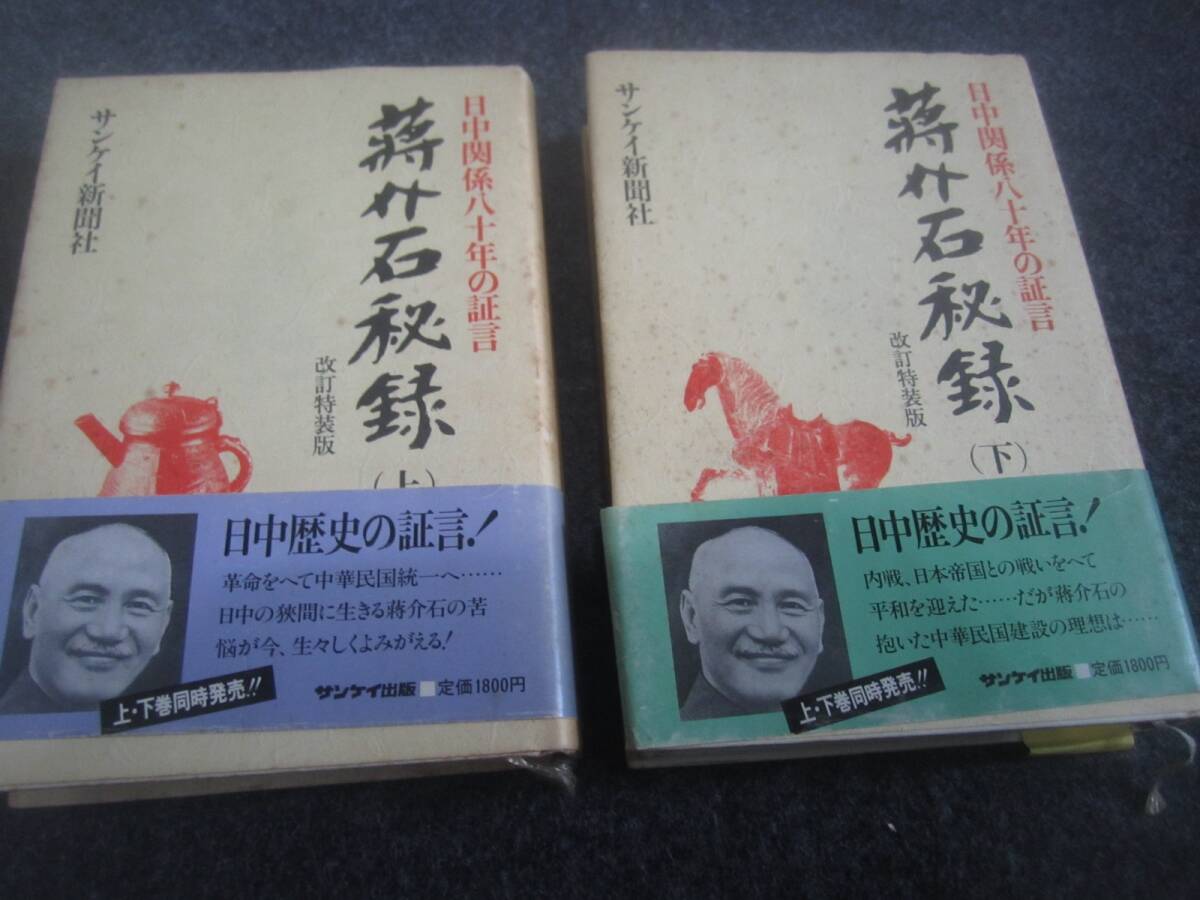 日中関係八十年の証言
蔣介石秘録
改訂特装版
(上)
サンケイ新聞社
日中歴史の証言!
革命をへて中華民国統一へ……
日中の狭間に生きる蔣介石の苦
悩が今、生々しくよみがえる!
上・下巻同時発売!!
サンケイ出版■定価1800円
日中関係八十年の証言
蔣介石秘録
改訂特装版
(下)
サンケイ新聞社
日中歴史の証言!
内戦、日本帝国との戦いをへて
平和を迎えた……だが蔣介石の
抱いた中華民国建設の理想は……
上・下巻同時発売!!
サンケイ出版■定価1800円